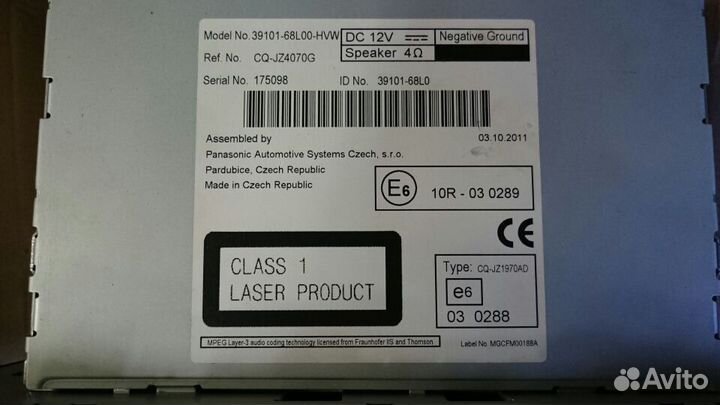 Model No. 39101-68L00-HVW
DC 12V Negative Ground
Ref. No. CQ-JZ4070G
Speaker 4Ω
Serial No. 175098 ID No. 39101-68L0
Assembled by 03.10.2011
Panasonic Automotive Systems Czech, s.r.o.
Pardubice, Czech Republic
Made in Czech Republic
E6 10R - 03 0289
CE
CLASS 1
LASER PRODUCT
Type: CQ-JZ1970AD
e6
03 0288
MPEG Layer-3 audio coding technology licensed from Fraunhofer IIS and Thomson.
Label No. MGCFM00188A
Avito